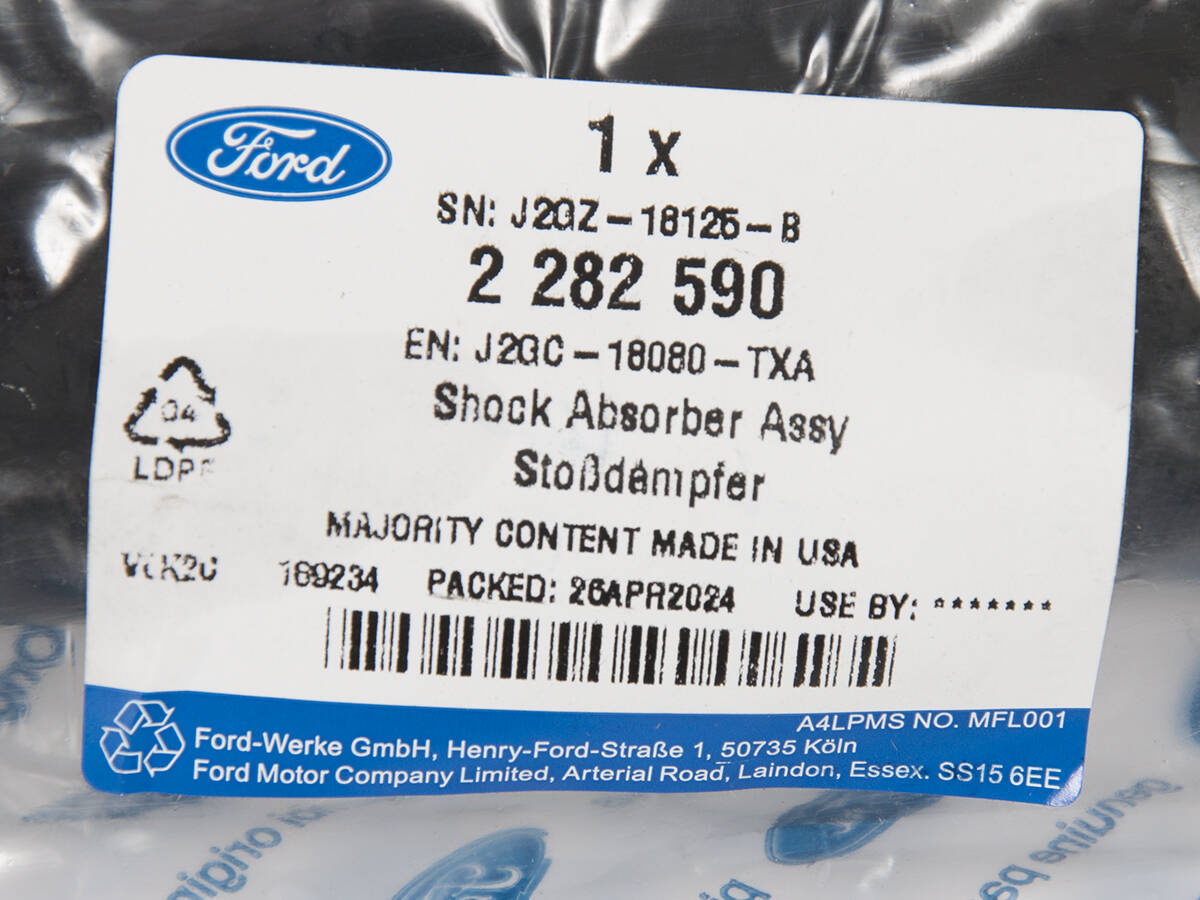 Ford
1 x
SN: J2GZ-18125-B
2 282 590
EN: J2GC-18080-TXA
Shock Absorber Assy
Stoßdämpfer
04
MAJORITY CONTENT MADE IN USA
169234 PACKED: 26APR2024 USE BY: *******
A4LPMS NO. MFL001
Ford-Werke GmbH, Henry-Ford-Straße 1, 50735 Köln
Ford Motor Company Limited, Arterial Road, Laindon, Essex. SS15 6EE
genuine